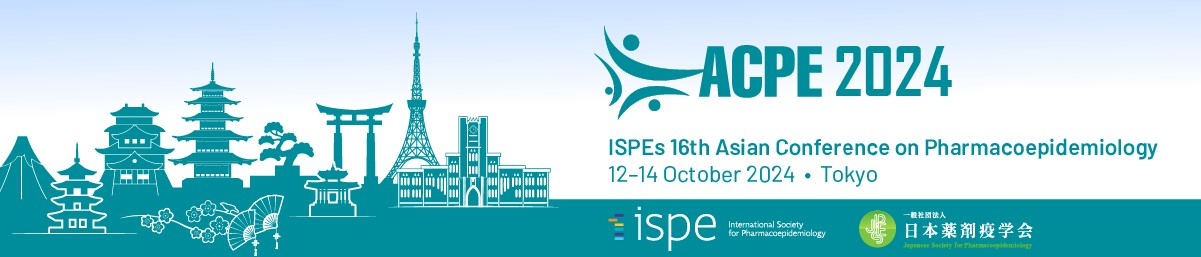 ACPE 2024
ISPEs 16th Asian Conference on Pharmacoepidemiology
12–14 October 2024 • Tokyo
ispe
International Society
for Pharmacoepidemiology
一般社団法人
日本薬剤疫学会
Japanese Society for Pharmacoepidemiology